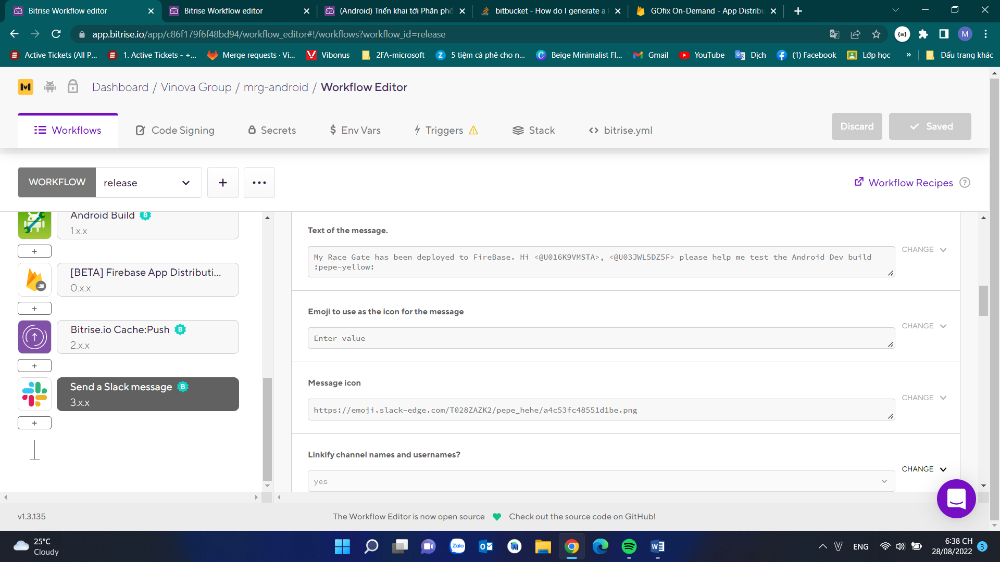 Bitrise Workflow editor
Bitrise Workflow editor
(Android) Triển khai tới Phân phố
bitbucket - How do I generate a
GOfix On-Demand - App Distribu
app.bitrise.io/app/c86f179f6f48bd94/workflow_editor#!/workflows?workflow_id=release
M
Active Tickets (All P...
1. Active Tickets - +...
Merge requests · Vi...
Vibonus
2FA-microsoft
5 tiệm cà phê cho n...
Beige Minimalist Fl...
Gmail
YouTube
Dịch
(1) Facebook
Lớp học
»
Dấu trang khác
Dashboard / Vinova Group / mrg-android / Workflow Editor
Workflows
Code Signing
Secrets
Env Vars
Triggers
Stack
bitrise.yml
Discard
Saved
WORKFLOW
release
+
Workflow Recipes
?
Android Build
B
1.x.x
+
[BETA] Firebase App Distributi...
0.x.x
+
Bitrise.io Cache:Push
B
2.x.x
+
Send a Slack message
B
3.x.x
+
Text of the message.
My Race Gate has been deployed to FireBase. Hi <@U016K9VMSTA>, <@U03JWL5DZ5F> please help me test the Android Dev build
:pepe-yellow:
CHANGE
Emoji to use as the icon for the message
Enter value
CHANGE
Message icon
https://emoji.slack-edge.com/T028ZAZK2/pepe_hehe/a4c53fc48551d1be.png
CHANGE
Linkify channel names and usernames?
yes
CHANGE
v1.3.135
The Workflow Editor is now open source
Check out the source code on GitHub!
25°C
Cloudy
Zalo
ENG
6:38 CH
28/08/2022
3